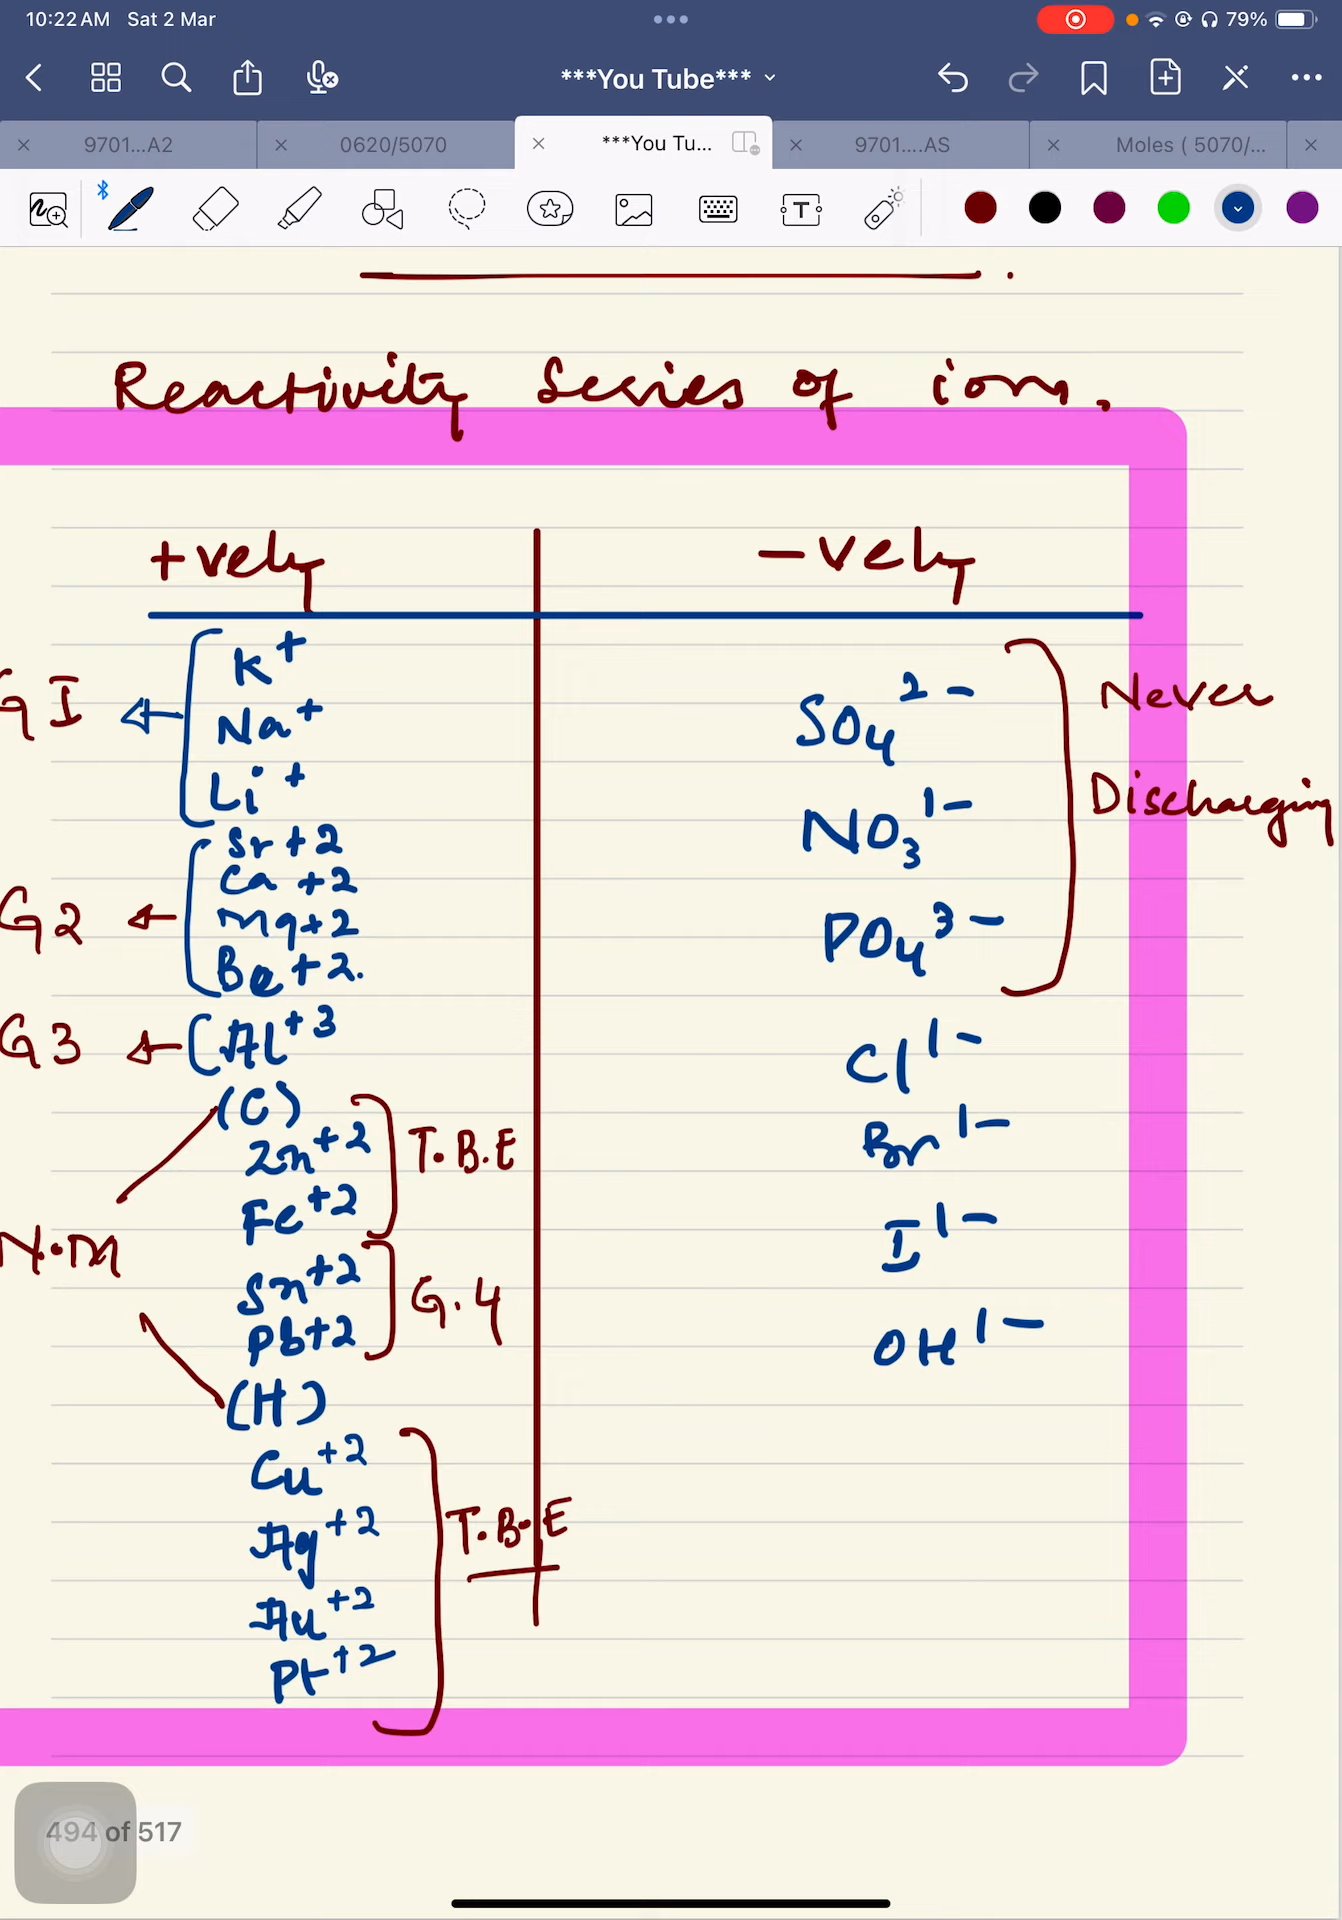 10:22 AM Sat 2 Mar
79%
***You Tube***
9701...A2
0620/5070
***You Tu...
9701....AS
Moles ( 5070/...
Reactivity Series of ions.
+vely
-vely
K+
Na+
Li+
GI
Sr+2
Ca+2
Mg+2
Be+2.
G2
Al+3
G3
(C)
Zn+2
Fe+2
T.B.E
N.M
Sn+2
Pb+2
G.4
(H)
Cu+2
Ag+2
Au+2
Pt+2
T.B.E
SO4 2-
NO3 1-
PO4 3-
Never
Discharging
Cl 1-
Br 1-
I 1-
OH 1-
494 of 517